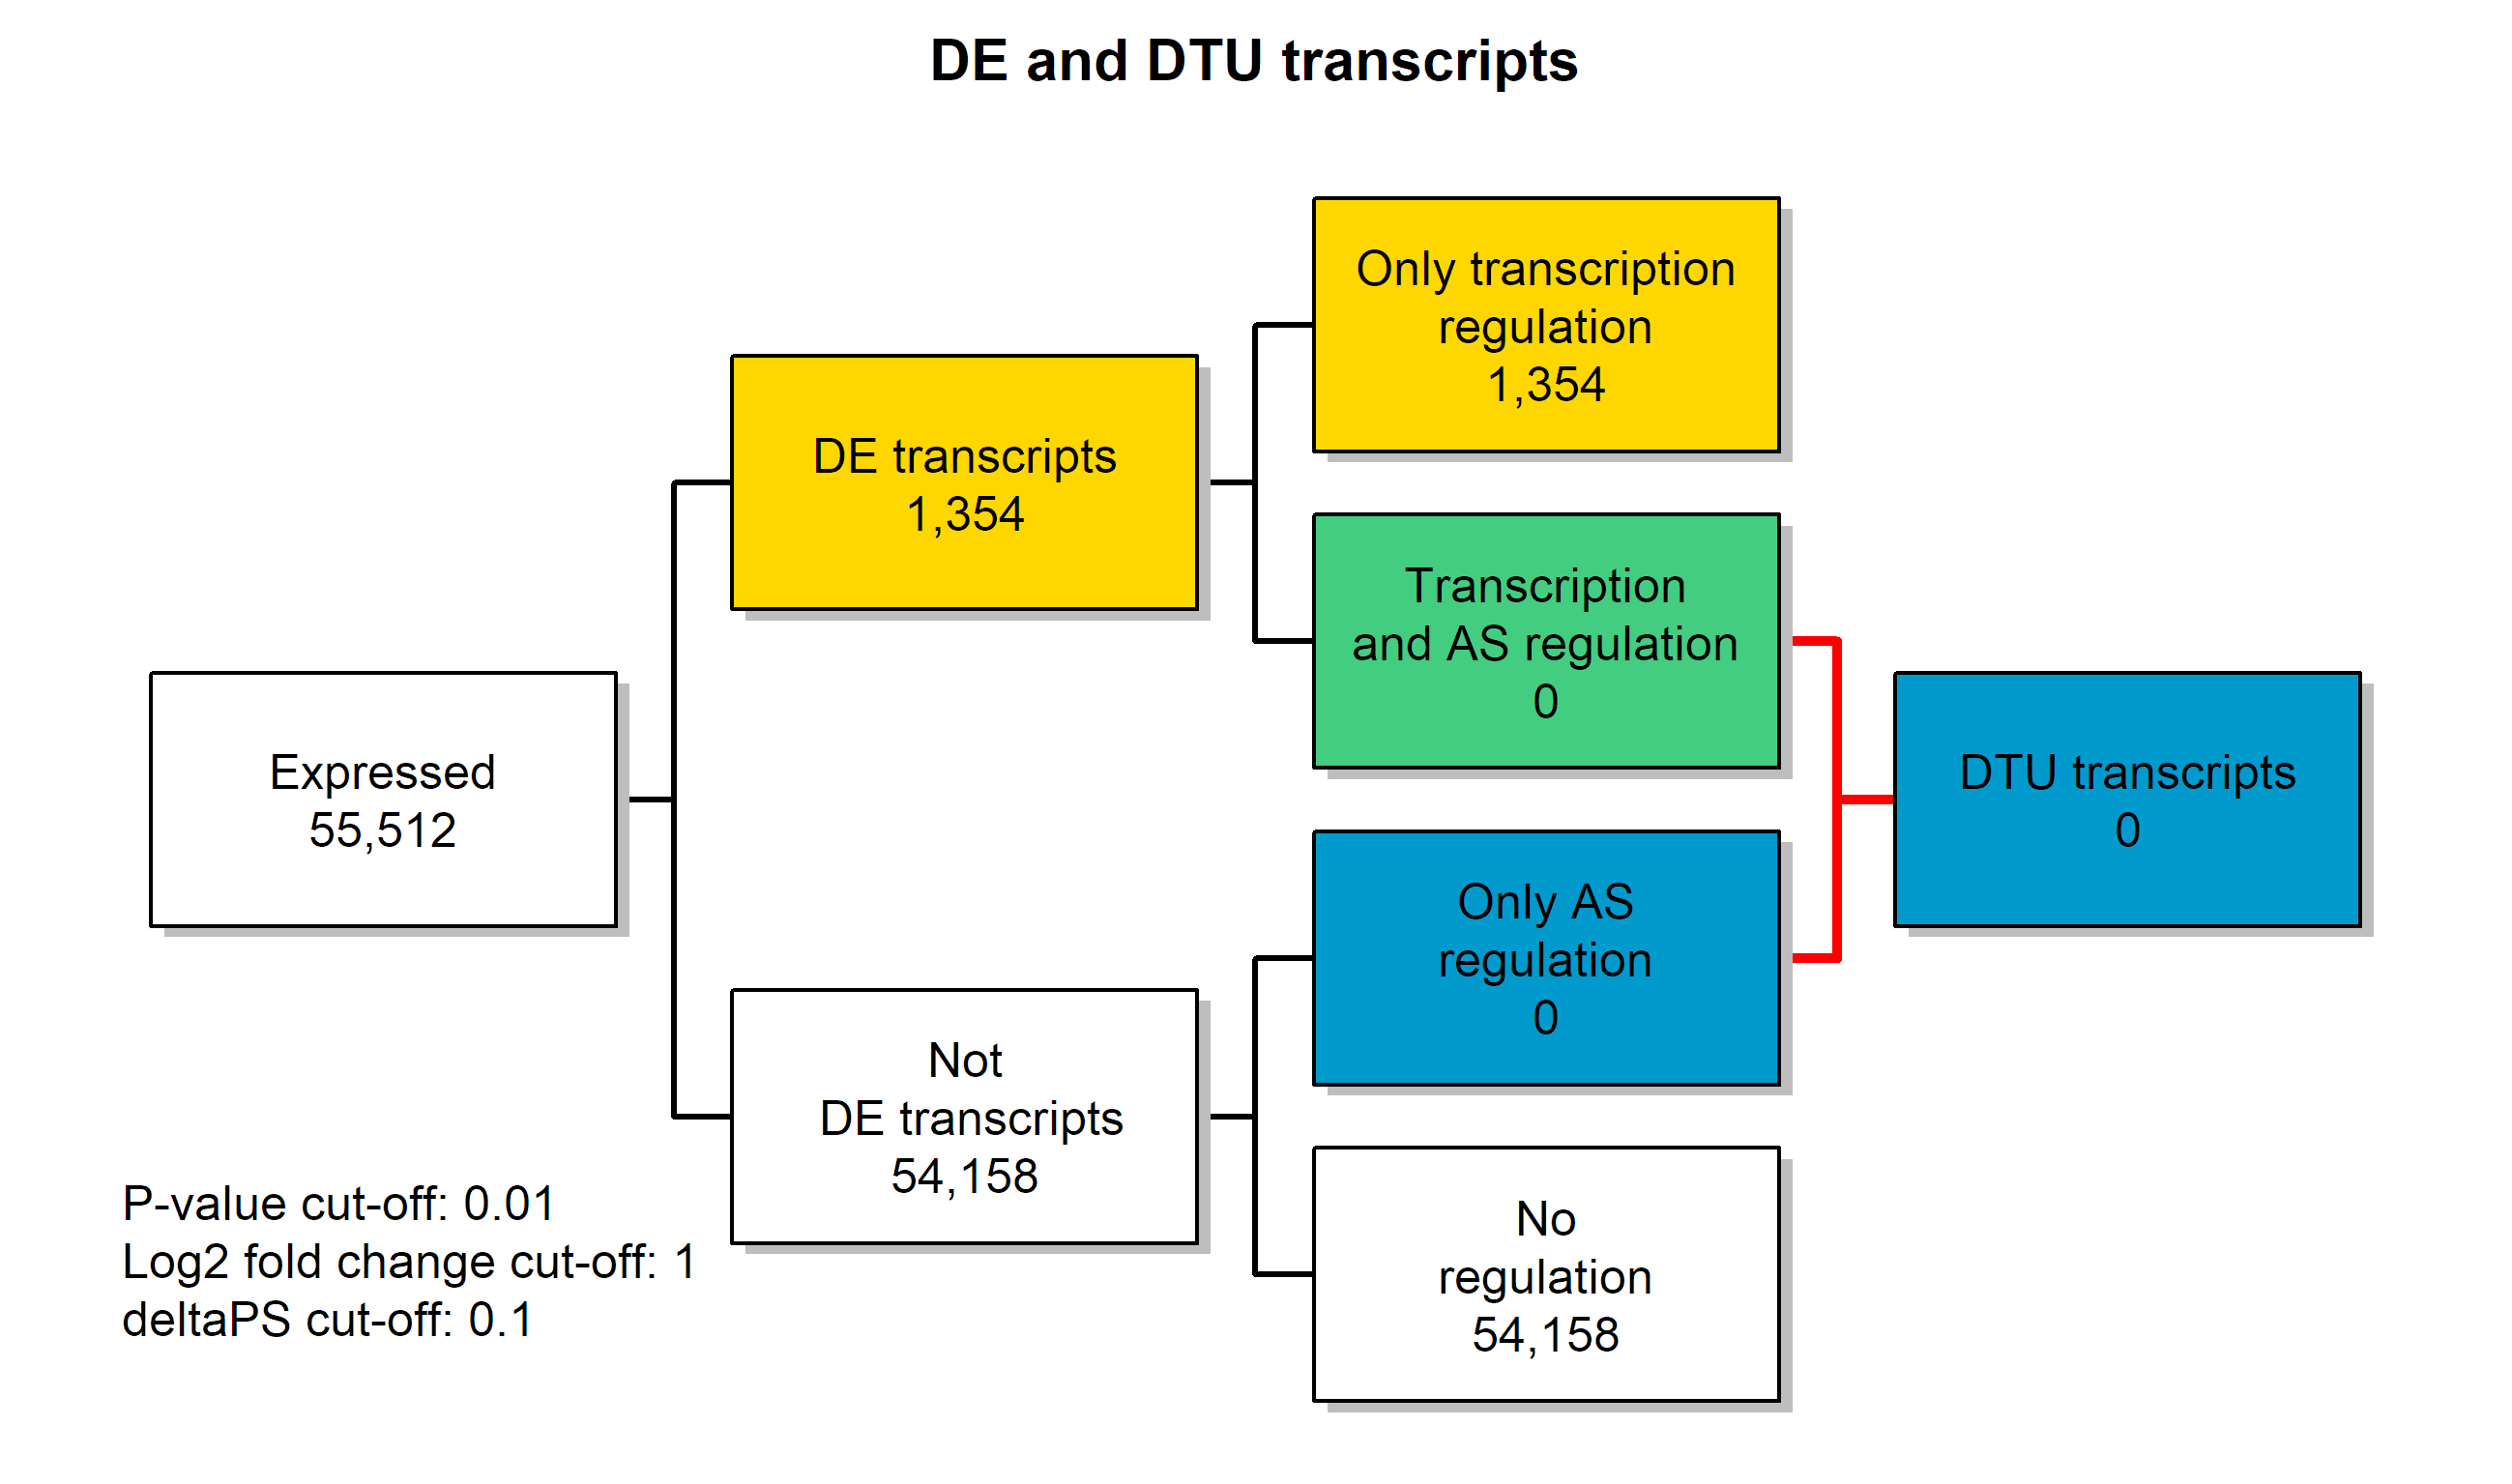 DE and DTU transcripts
Expressed
55,512
DE transcripts
1,354
Not
DE transcripts
54,158
Only transcription
regulation
1,354
Transcription
and AS regulation
0
Only AS
regulation
0
No
regulation
54,158
DTU transcripts
0
P-value cut-off: 0.01
Log2 fold change cut-off: 1
deltaPS cut-off: 0.1